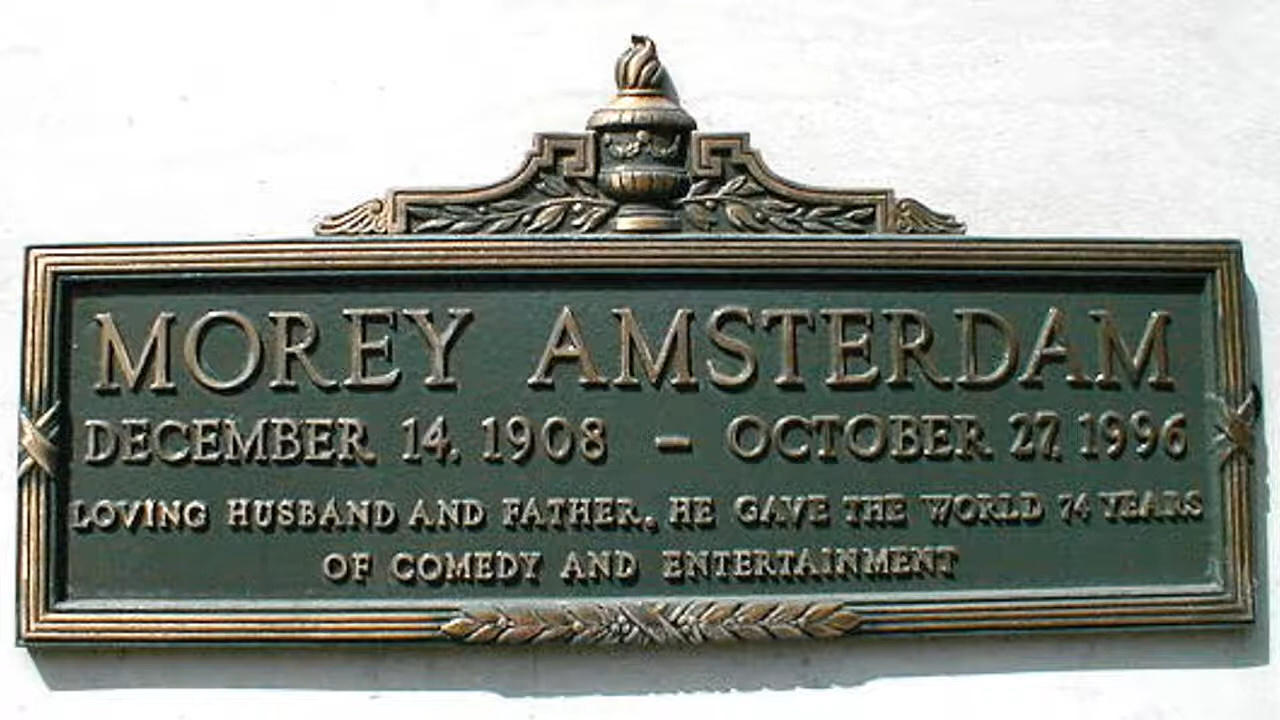 MOREY AMSTERDAM
DECEMBER 14, 1908 – OCTOBER 27, 1996
LOVING HUSBAND AND FATHER, HE GAVE THE WORLD 74 YEARS
OF COMEDY AND ENTERTAINMENT